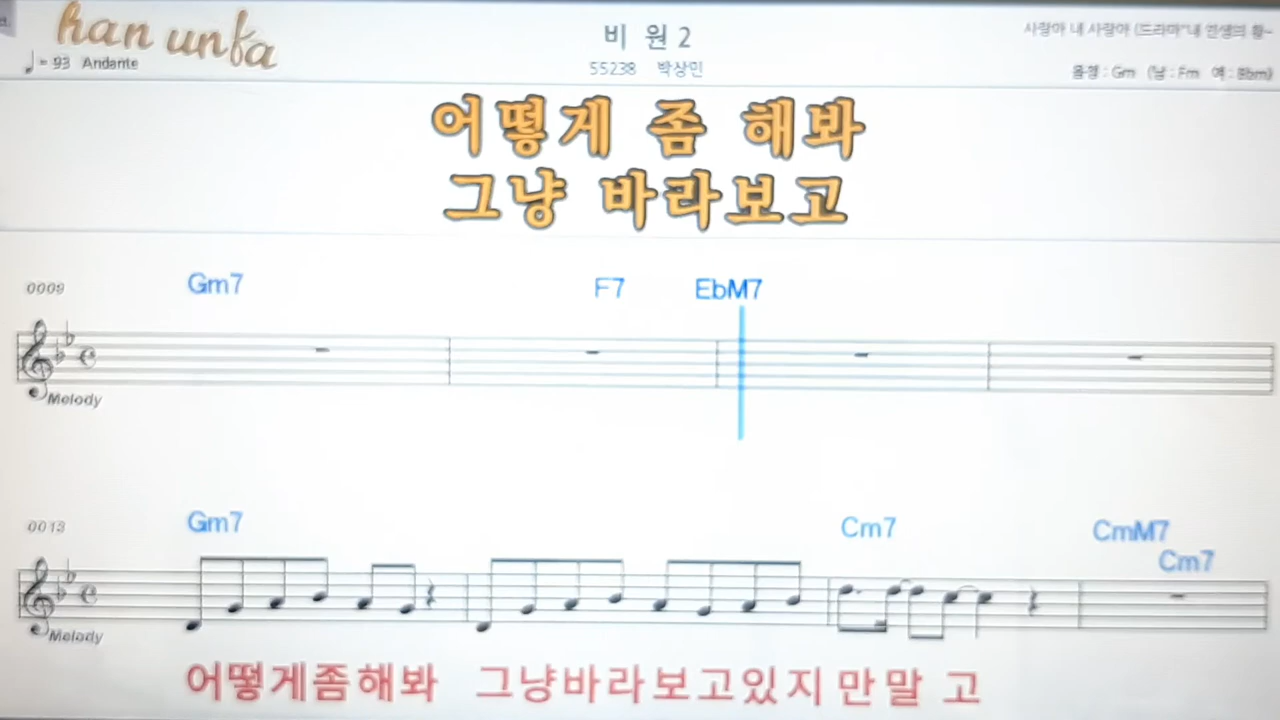 han unfa
♩= 93 Andante
비 원 2
55238 박상민
사랑아 내 사랑아 (드라마"내 인생의 황~
음정 : Gm (남 : Fm 여 : Bbm)
어떻게 좀 해봐
그냥 바라보고
0009
Gm7 F7 EbM7
Melody
0013
Gm7 Cm7 CmM7
Cm7
Melody
어떻게좀해봐 그냥바라보고있지만말 고